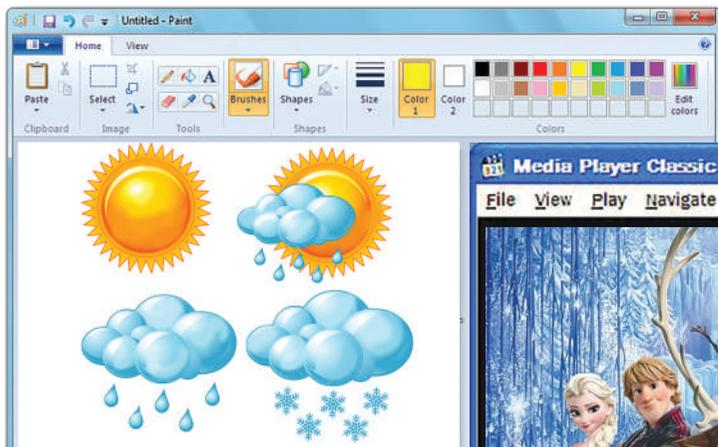 Untitled - Paint
Home View
Paste Select Brushes Shapes Size Color 1 Color 2 Edit colors
Clipboard Image Tools Shapes Colors
A
Media Player Classic
File View Play Navigate